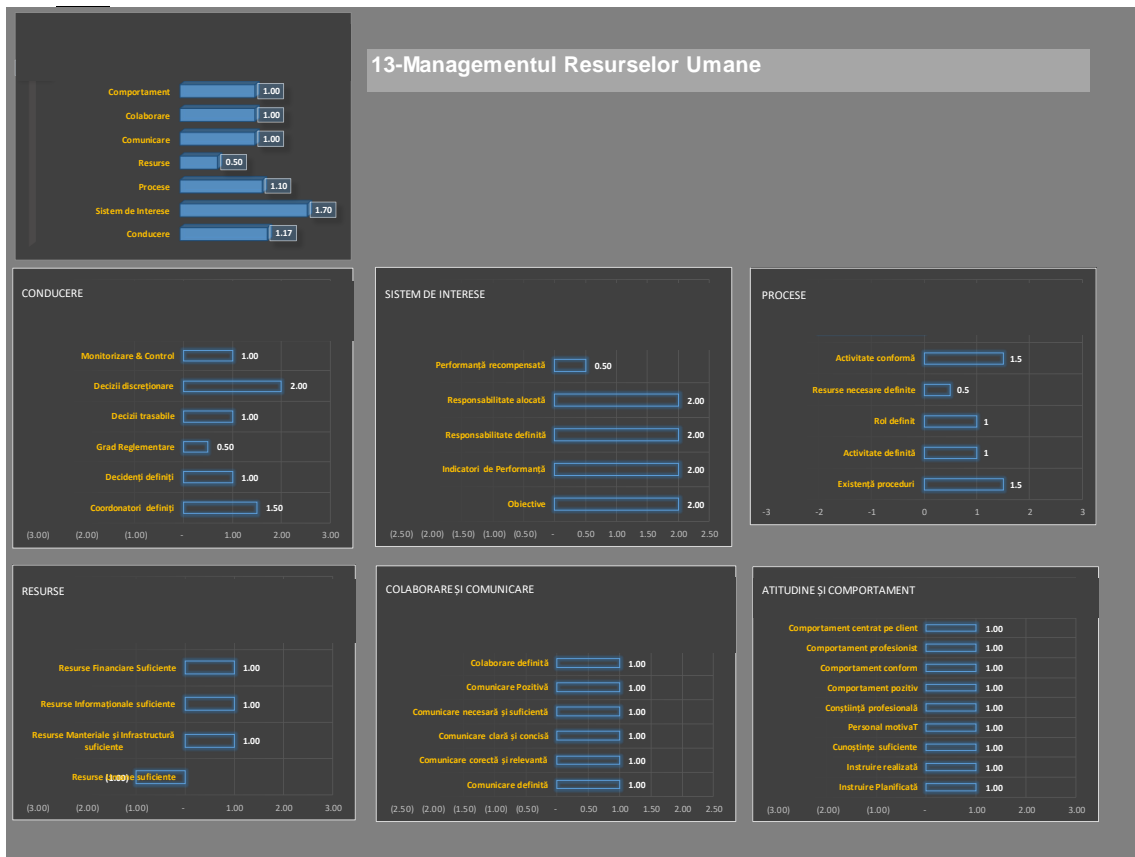 13-Managementul Resurselor Umane
Comportament 1.00
Colaborare 1.00
Comunicare 1.00
Resurse 0.50
Procese 1.10
Sistem de Interese 1.70
Conducere 1.17
CONDUCERE
Monitorizare & Control 1.00
Decizii discreționare 2.00
Decizii trasabile 1.00
Grad Reglementare 0.50
Decidenți definiți 1.00
Coordonatori definiți 1.50
(3.00) (2.00) (1.00) - 1.00 2.00 3.00
SISTEM DE INTERESE
Performanță recompensată 0.50
Responsabilitate alocată 2.00
Responsabilitate definită 2.00
Indicatori de Performanță 2.00
Obiective 2.00
(2.50) (2.00) (1.50) (1.00) (0.50) - 0.50 1.00 1.50 2.00 2.50
PROCESE
Activitate conformă 1.5
Resurse necesare definite 0.5
Rol definit 1
Activitate definită 1
Existență proceduri 1.5
-3 -2 -1 0 1 2 3
RESURSE
Resurse Financiare Suficiente 1.00
Resurse Informaționale suficiente 1.00
Resurse Manteriale și Infrastructură
suficiente 1.00
Resurse suficiente (1.00)
(3.00) (2.00) (1.00) - 1.00 2.00 3.00
COLABORARE ȘI COMUNICARE
Colaborare definită 1.00
Comunicare Pozitivă 1.00
Comunicare necesară și suficientă 1.00
Comunicare clară și concisă 1.00
Comunicare corectă și relevantă 1.00
Comunicare definită 1.00
(2.50) (2.00) (1.50) (1.00) (0.50) - 0.50 1.00 1.50 2.00 2.50
ATITUDINE ȘI COMPORTAMENT
Comportament centrat pe client 1.00
Comportament profesionist 1.00
Comportament conform 1.00
Comportament pozitiv 1.00
Conștiință profesională 1.00
Personal motivaT 1.00
Cunoștințe suficiente 1.00
Instruire realizată 1.00
Instruire Planificată 1.00
(3.00) (2.00) (1.00) - 1.00 2.00 3.00